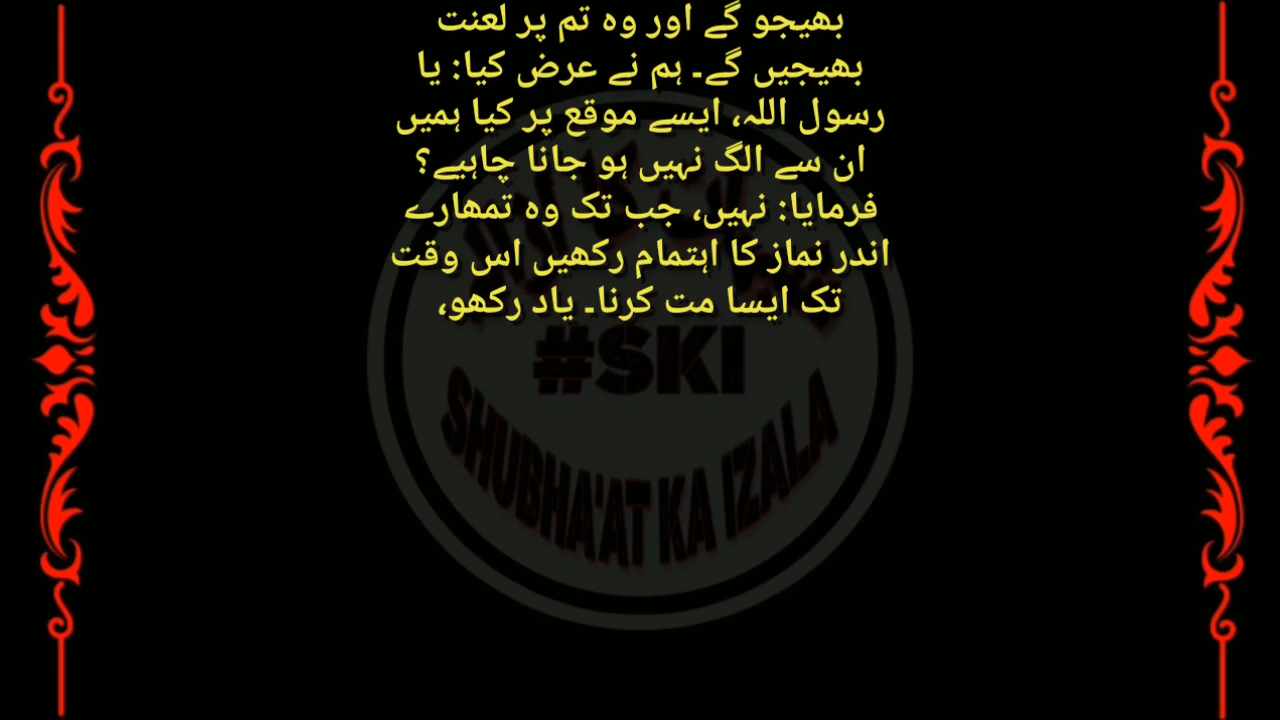 بھیجو گے اور وہ تم پر لعنت
بھیجیں گے۔ ہم نے عرض کیا: یا
رسول اللہ، ایسے موقع پر کیا ہمیں
ان سے الگ نہیں ہو جانا چاہیے؟
فرمایا: نہیں، جب تک وہ تمھارے
اندر نماز کا اہتمام رکھیں اس وقت
تک ایسا مت کرنا۔ یاد رکھو،
#SKI
SHUBHA'AT KA IZALA